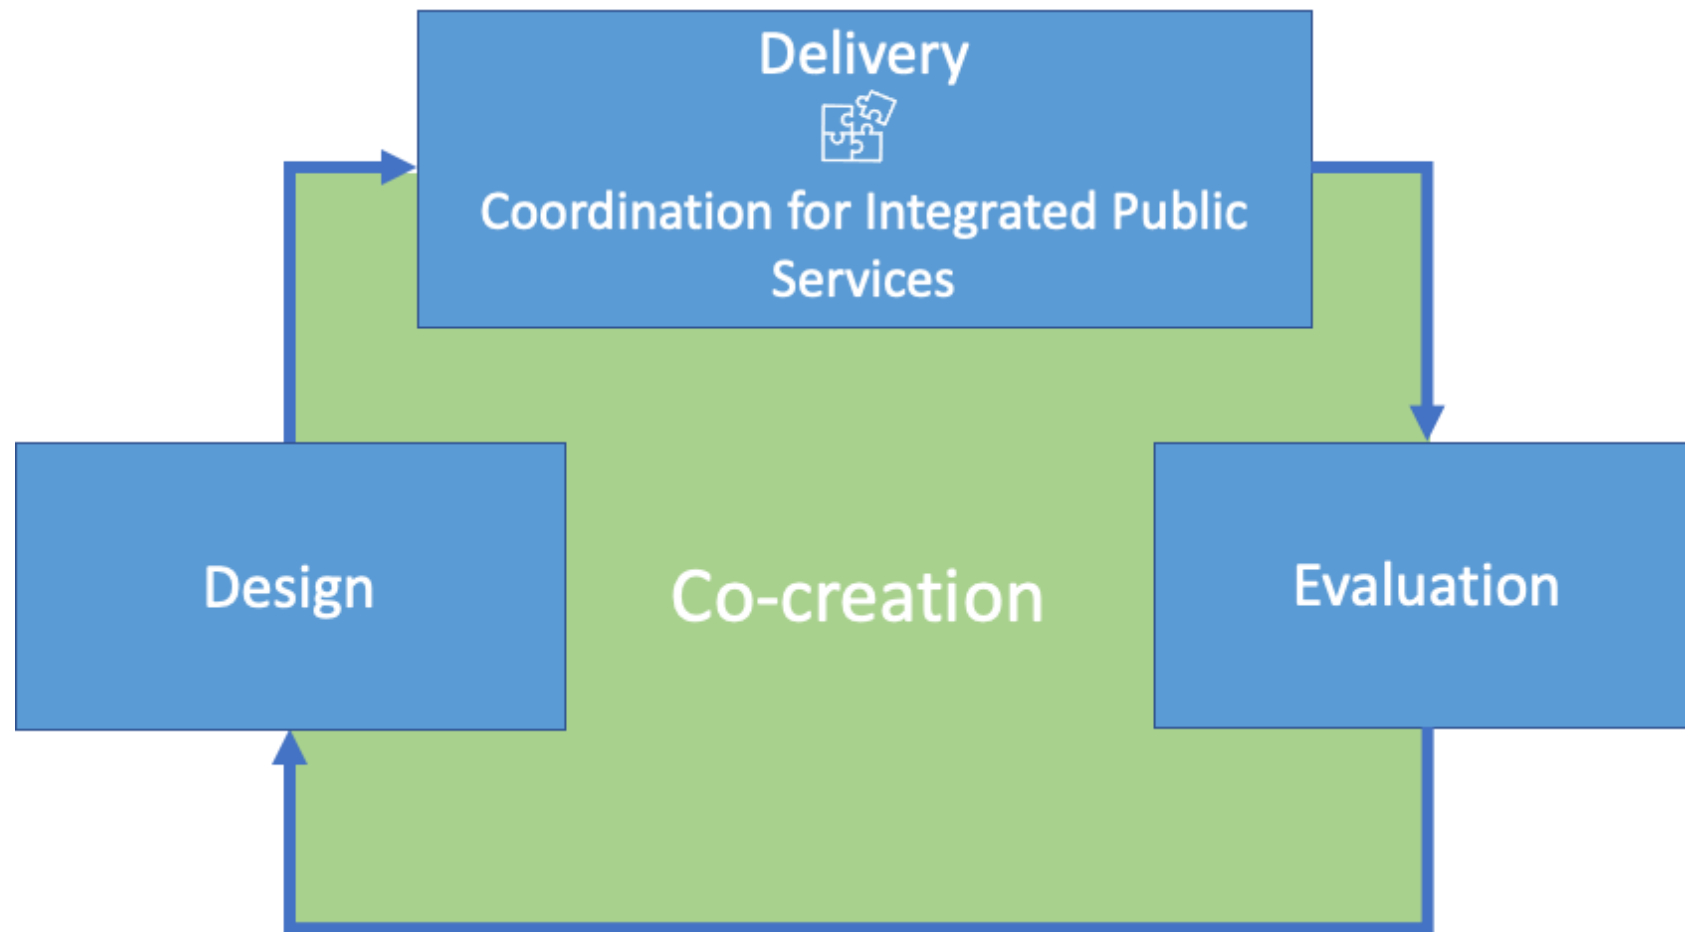 Delivery
Coordination for Integrated Public
Services
Design
Co-creation
Evaluation